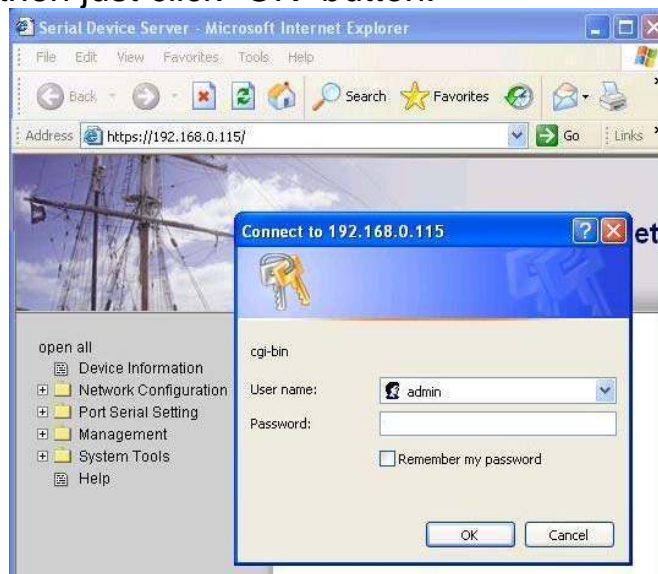 then just click "OK" button.
Serial Device Server - Microsoft Internet Explorer
File Edit View Favorites Tools Help
Back Search Favorites
Address https://192.168.0.115/ Go Links
et
Connect to 192.168.0.115
cgi-bin
User name: admin
Password:
Remember my password
OK Cancel
open all
Device Information
Network Configuration
Port Serial Setting
Management
System Tools
Help